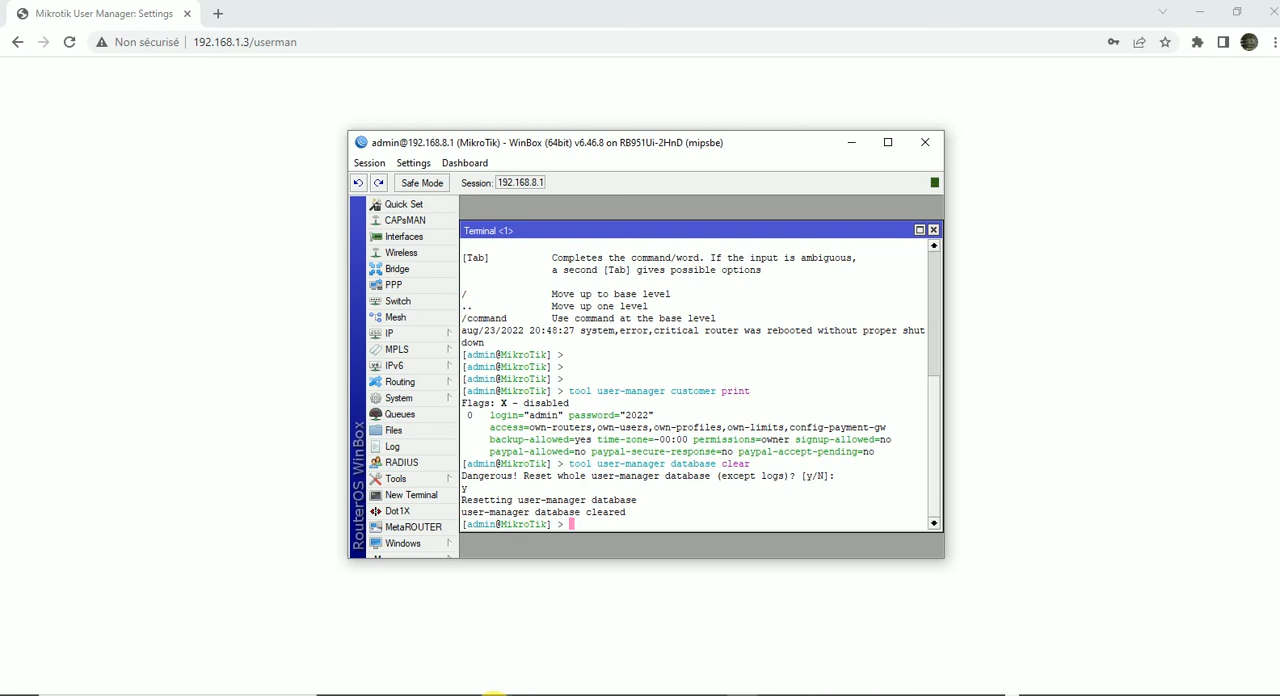 Mikrotik User Manager: Settings
Non sécurisé
192.168.1.3/userman
admin@192.168.8.1 (MikroTik) - WinBox (64bit) v6.46.8 on RB951Ui-2HnD (mipsbe)
Session Settings Dashboard
Safe Mode Session: 192.168.8.1
RouterOS WinBox
Quick Set
CAPsMAN
Interfaces
Wireless
Bridge
PPP
Switch
Mesh
IP
MPLS
IPv6
Routing
System
Queues
Files
Log
RADIUS
Tools
New Terminal
Dot1X
MetaROUTER
Windows
Terminal <1>
[Tab] Completes the command/word. If the input is ambiguous,
a second [Tab] gives possible options
/ Move up to base level
.. Move up one level
/command Use command at the base level
aug/23/2022 20:48:27 system,error,critical router was rebooted without proper shut
down
[admin@MikroTik] >
[admin@MikroTik] >
[admin@MikroTik] >
[admin@MikroTik] > tool user-manager customer print
Flags: X - disabled
0 login="admin" password="2022"
access=own-routers,own-users,own-profiles,own-limits,config-payment-gw
backup-allowed=yes time-zone=-00:00 permissions=owner signup-allowed=no
paypal-allowed=no paypal-secure-response=no paypal-accept-pending=no
[admin@MikroTik] > tool user-manager database clear
Dangerous! Reset whole user-manager database (except logs)? [y/N]:
y
Resetting user-manager database
user-manager database cleared
[admin@MikroTik] >